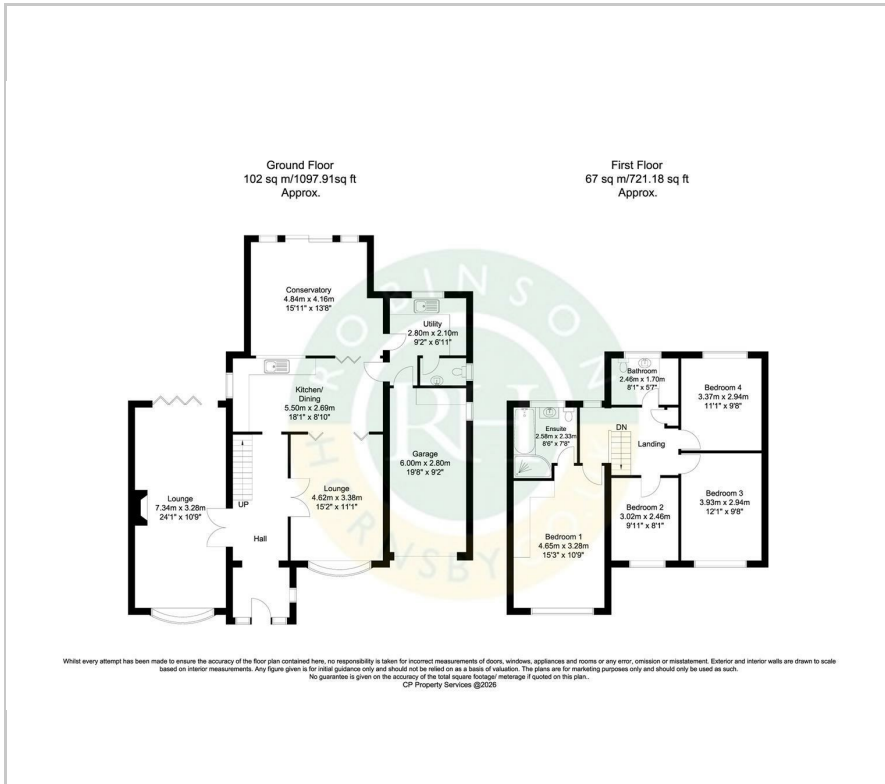 Ground Floor
102 sq m/1097.91sq ft
Approx.
First Floor
67 sq m/721.18 sq ft
Approx.
Conservatory
4.84m x 4.16m
15'11" x 13'8"
Utility
2.80m x 2.10m
9'2" x 6'11"
Kitchen/
Dining
5.50m x 2.69m
18'1" x 8'10"
Garage
6.00m x 2.80m
19'8" x 9'2"
Lounge
7.34m x 3.28m
24'1" x 10'9"
UP
Hall
Lounge
4.62m x 3.38m
15'2" x 11'1"
Bathroom
2.46m x 1.70m
8'1" x 5'7"
Bedroom 4
3.37m x 2.94m
11'1" x 9'8"
Ensuite
2.58m x 2.33m
8'6" x 7'8"
DN
Landing
Bedroom 1
4.65m x 3.28m
15'3" x 10'9"
Bedroom 2
3.02m x 2.46m
9'11" x 8'1"
Bedroom 3
3.93m x 2.94m
12'1" x 9'8"
ROBINSON
RH
HORNSBY
Whilst every attempt has been made to ensure the accuracy of the floor plan contained here, no responsibility is taken for incorrect measurements of doors, windows, appliances and rooms or any error, omission or misstatement. Exterior and interior walls are drawn to scale
based on interior measurements. Any figure given is for initial guidance only and should not be relied on as a basis of valuation. The plans are for marketing purposes only and should only be used as such.
No guarantee is given on the accuracy of the total square footage/ meterage if quoted on this plan..
CP Property Services @2026